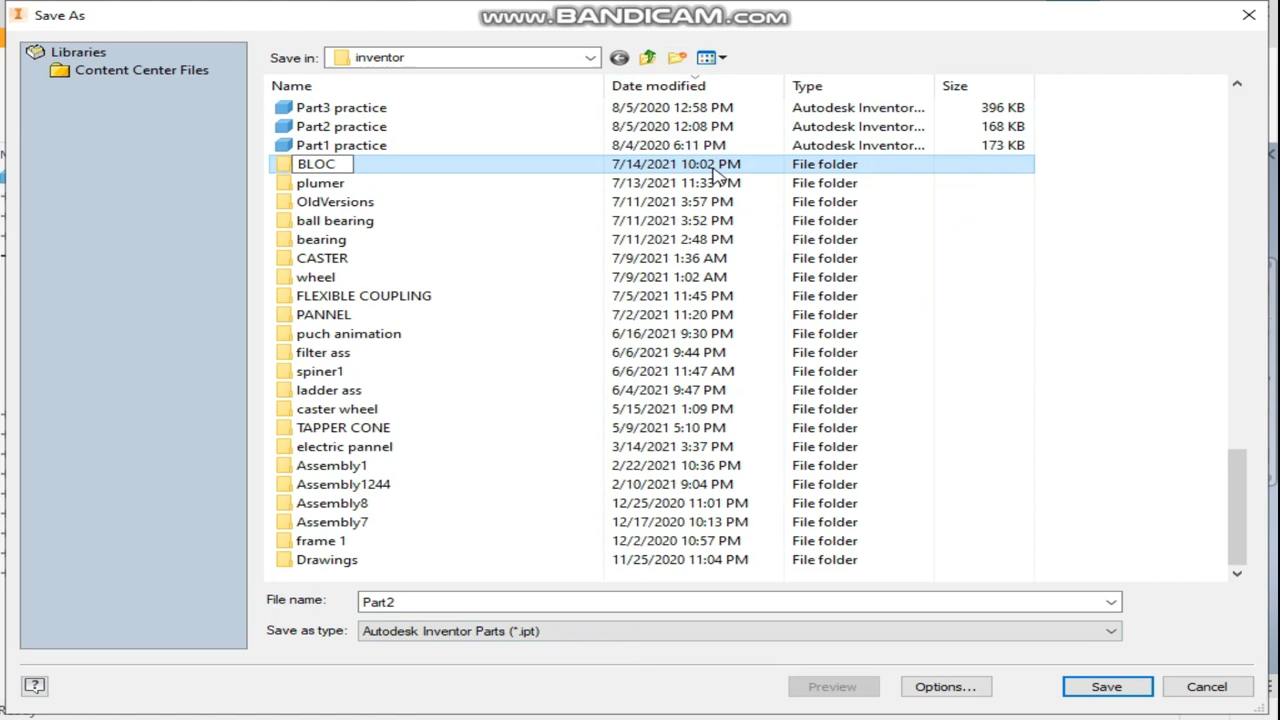 Save As
www.BANDICAM.com
Libraries
Content Center Files
Save in: inventor
Name Date modified Type Size
Part3 practice 8/5/2020 12:58 PM Autodesk Inventor... 396 KB
Part2 practice 8/5/2020 12:08 PM Autodesk Inventor... 168 KB
Part1 practice 8/4/2020 6:11 PM Autodesk Inventor... 173 KB
BLOC 7/14/2021 10:02 PM File folder
plumer 7/13/2021 11:33 PM File folder
OldVersions 7/11/2021 3:57 PM File folder
ball bearing 7/11/2021 3:52 PM File folder
bearing 7/11/2021 2:48 PM File folder
CASTER 7/9/2021 1:36 AM File folder
wheel 7/9/2021 1:02 AM File folder
FLEXIBLE COUPLING 7/5/2021 11:45 PM File folder
PANNEL 7/2/2021 11:20 PM File folder
puch animation 6/16/2021 9:30 PM File folder
filter ass 6/6/2021 9:44 PM File folder
spiner1 6/6/2021 11:47 AM File folder
ladder ass 6/4/2021 9:47 PM File folder
caster wheel 5/15/2021 1:09 PM File folder
TAPPER CONE 5/9/2021 5:10 PM File folder
electric pannel 3/14/2021 3:37 PM File folder
Assembly1 2/22/2021 10:36 PM File folder
Assembly1244 2/10/2021 9:04 PM File folder
Assembly8 12/25/2020 11:01 PM File folder
Assembly7 12/17/2020 10:13 PM File folder
frame 1 12/2/2020 10:57 PM File folder
Drawings 11/25/2020 11:04 PM File folder
File name: Part2
Save as type: Autodesk Inventor Parts (*.ipt)
Preview Options... Save Cancel